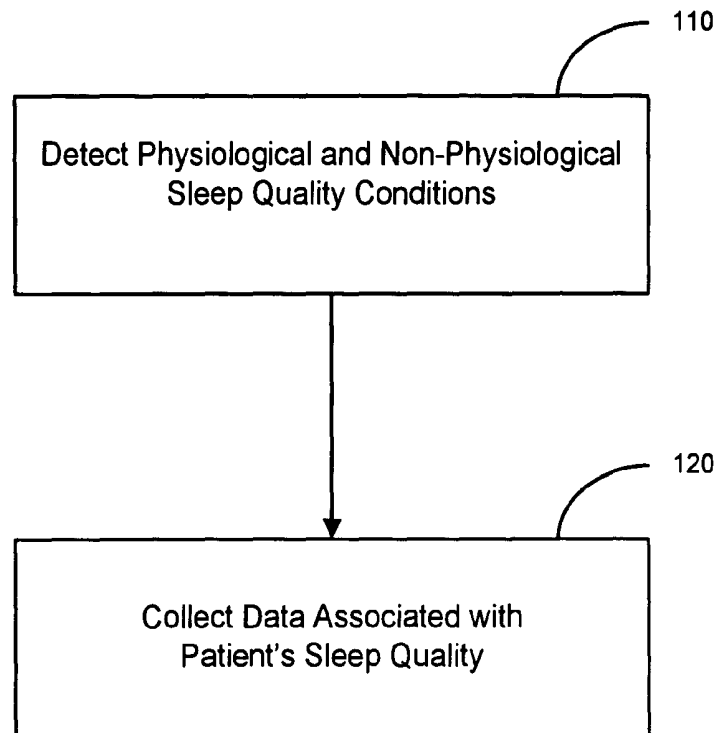 110
Detect Physiological and Non-Physiological
Sleep Quality Conditions
120
Collect Data Associated with
Patient's Sleep Quality